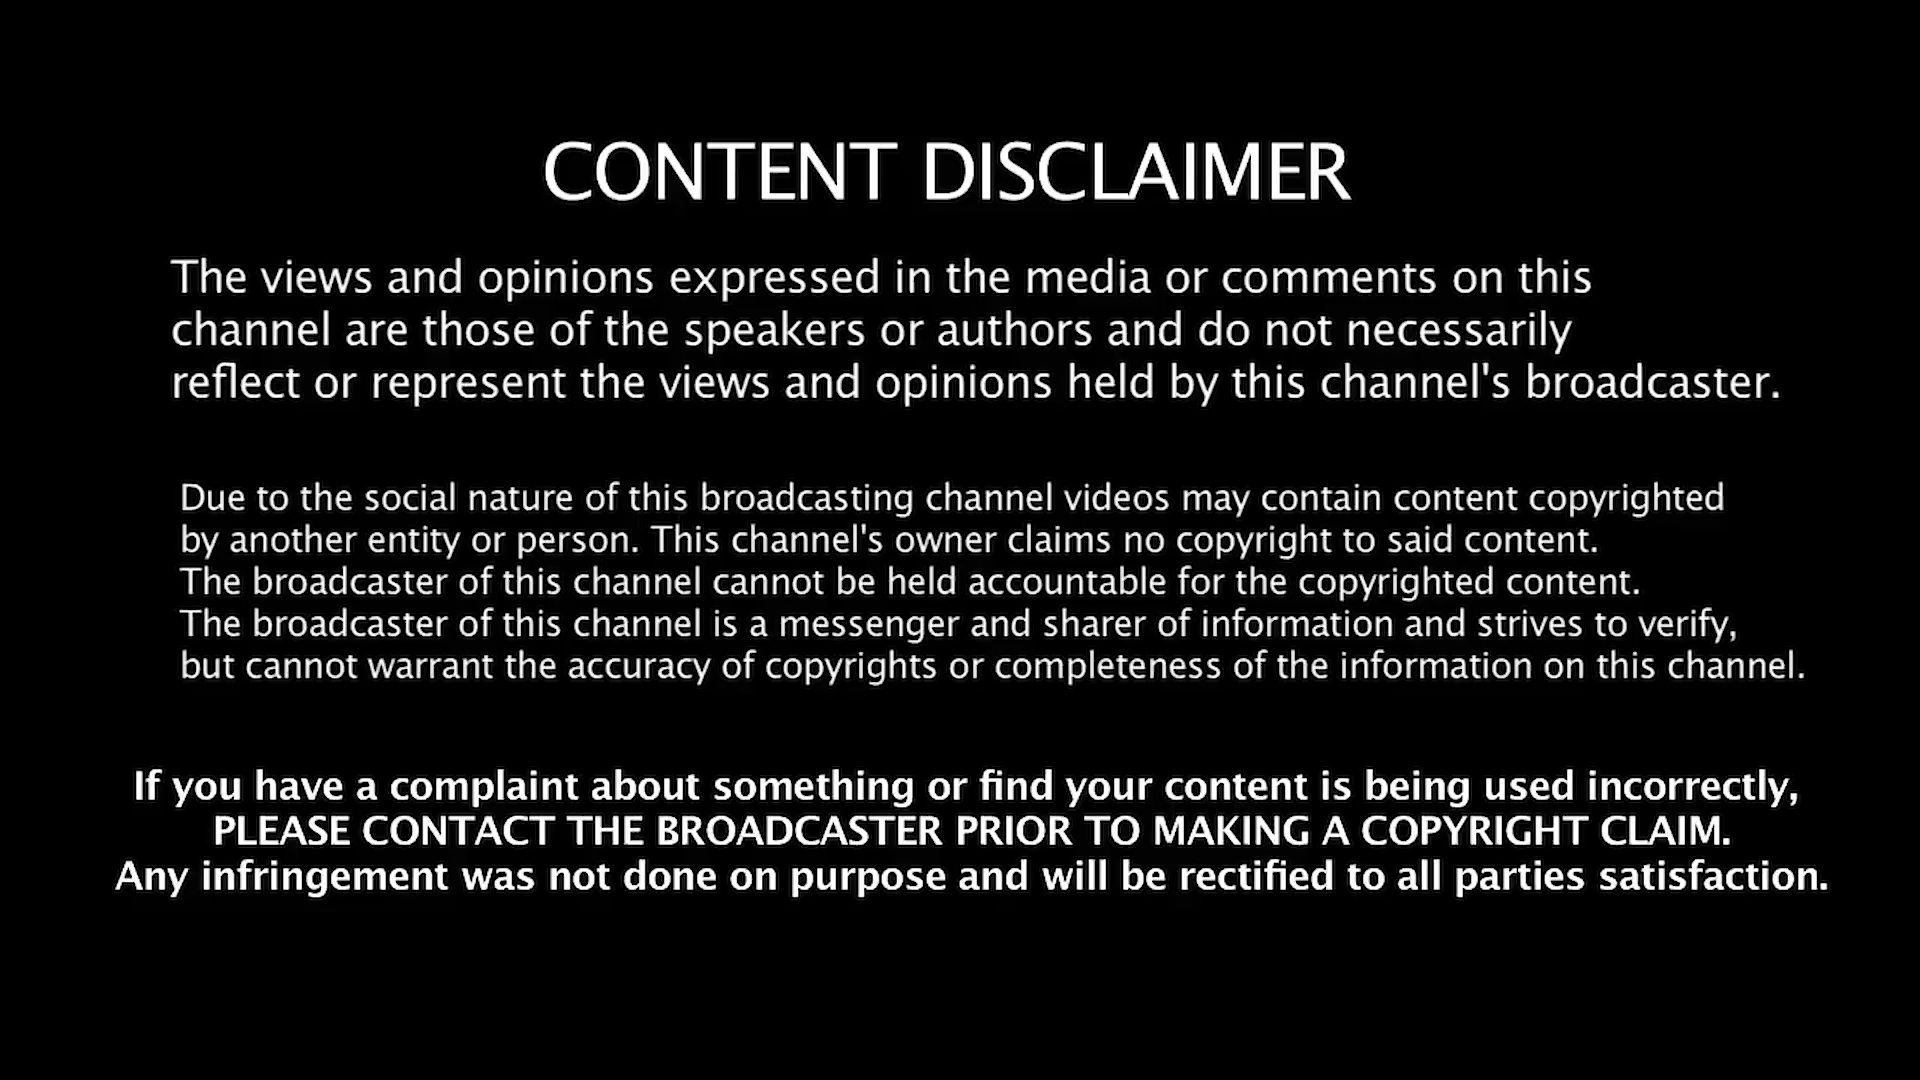 CONTENT DISCLAIMER
The views and opinions expressed in the media or comments on this
channel are those of the speakers or authors and do not necessarily
reflect or represent the views and opinions held by this channel's broadcaster.
Due to the social nature of this broadcasting channel videos may contain content copyrighted
by another entity or person. This channel's owner claims no copyright to said content.
The broadcaster of this channel cannot be held accountable for the copyrighted content.
The broadcaster of this channel is a messenger and sharer of information and strives to verify,
but cannot warrant the accuracy of copyrights or completeness of the information on this channel.
If you have a complaint about something or find your content is being used incorrectly,
PLEASE CONTACT THE BROADCASTER PRIOR TO MAKING A COPYRIGHT CLAIM.
Any infringement was not done on purpose and will be rectified to all parties satisfaction.